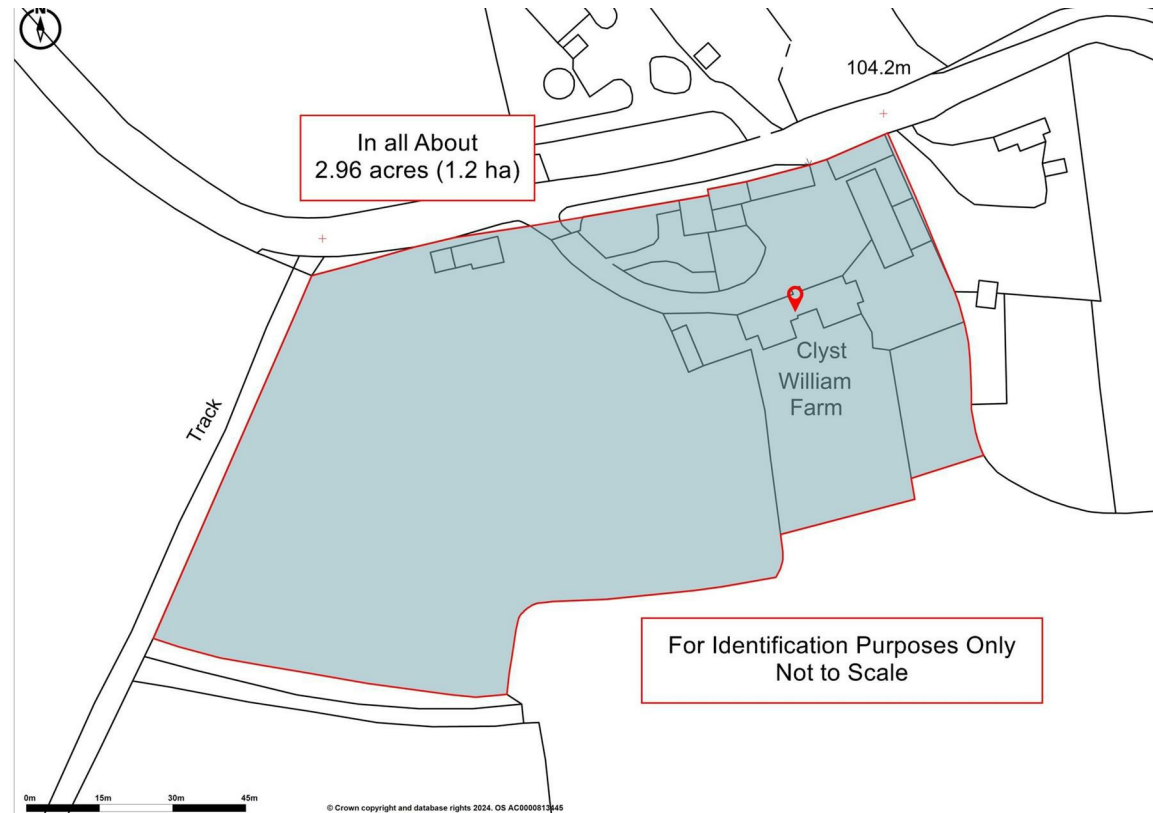 N
104.2m
In all About
2.96 acres (1.2 ha)
Clyst
William
Farm
Track
For Identification Purposes Only
Not to Scale
0m 15m 30m 45m
© Crown copyright and database rights 2024. OS AC0000813445